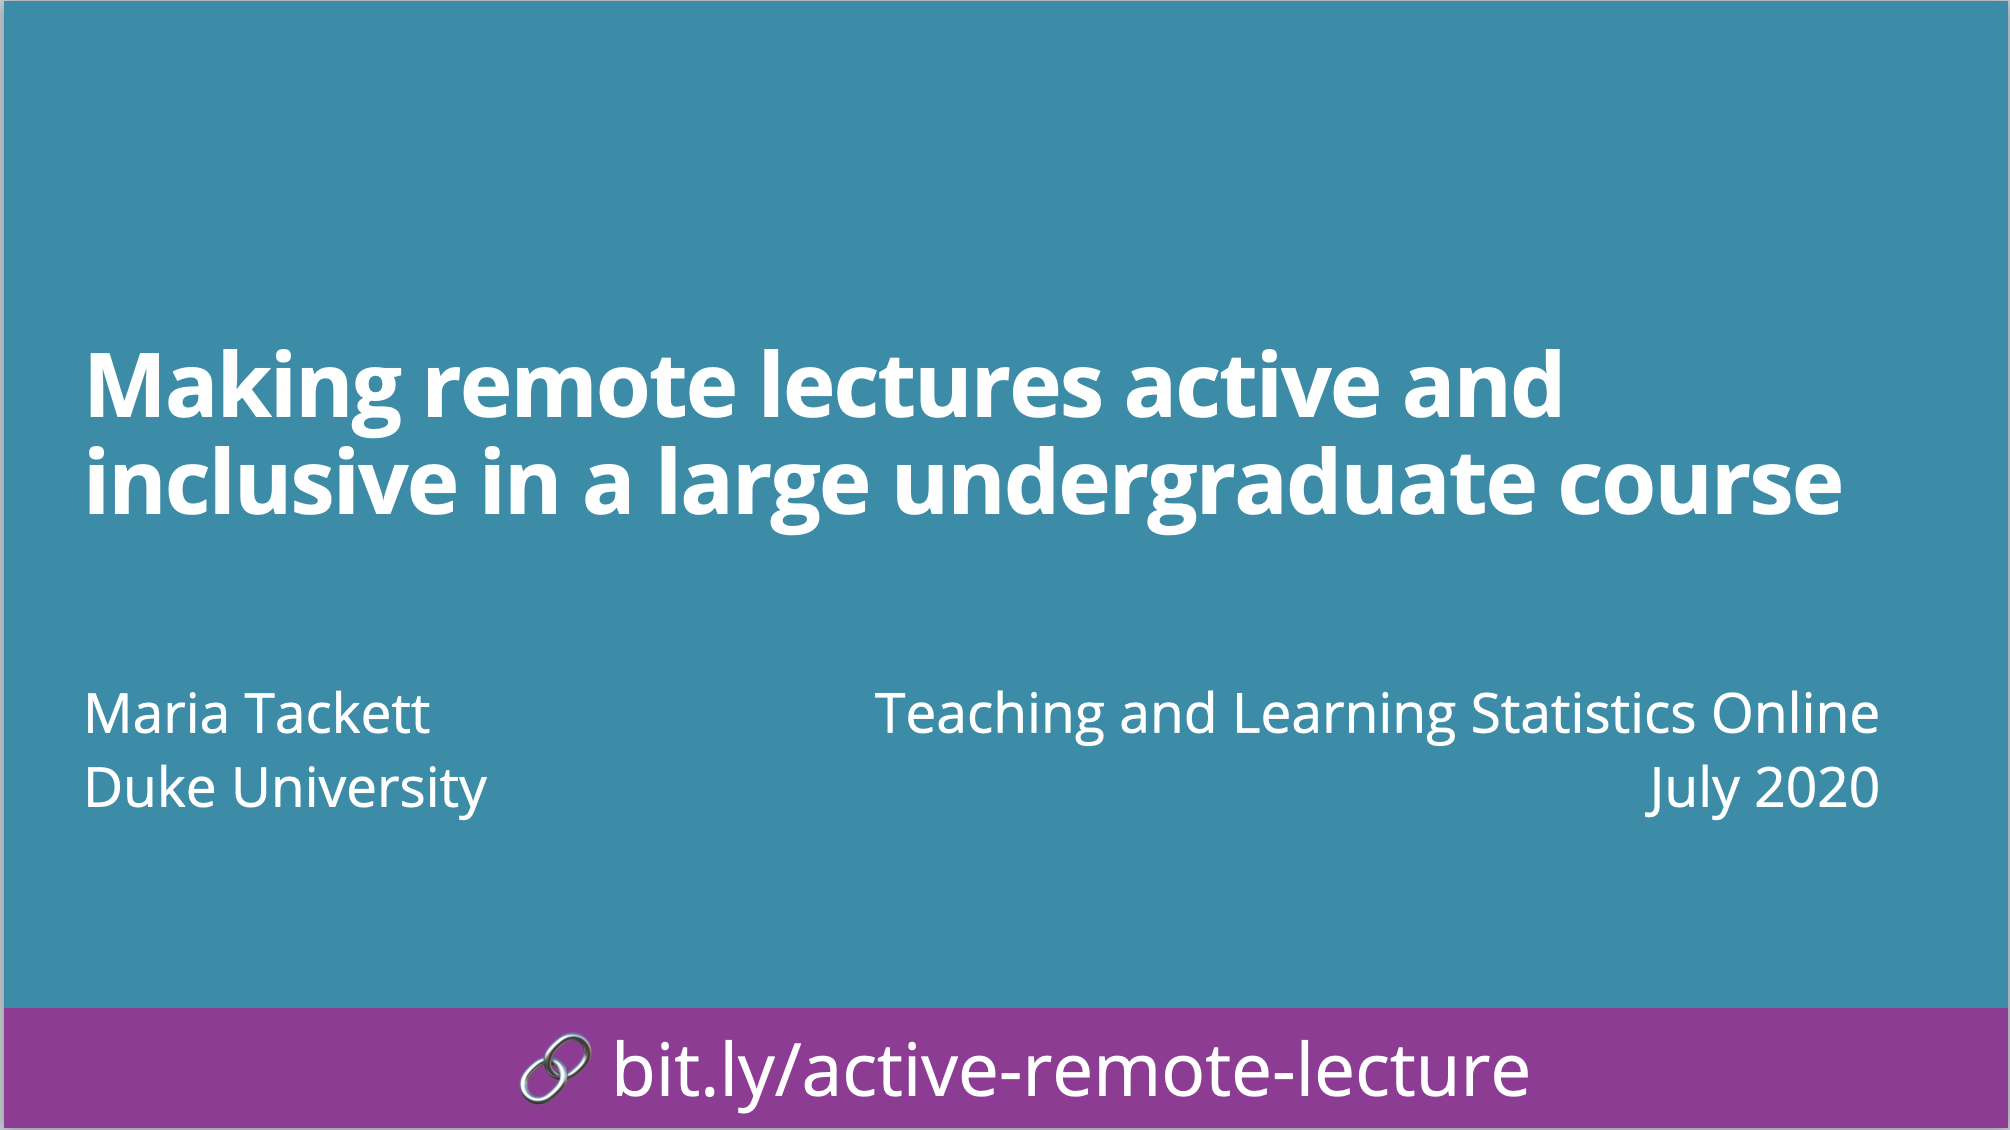 Making remote lectures active and
inclusive in a large undergraduate course
Maria Tackett
Duke University
Teaching and Learning Statistics Online
July 2020
bit.ly/active-remote-lecture